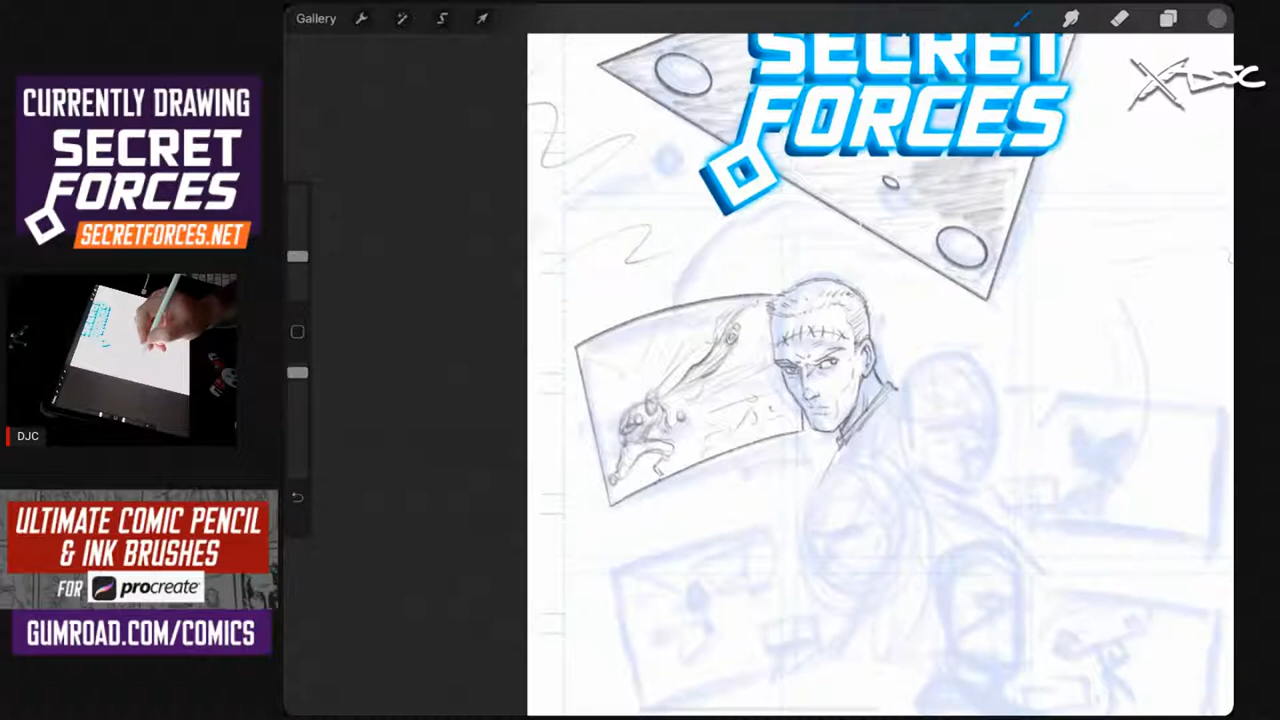 Gallery
CURRENTLY DRAWING
SECRET
FORCES
SECRETFORCES.NET
DJC
ULTIMATE COMIC PENCIL
& INK BRUSHES
FOR procreate
GUMROAD.COM/COMICS
SECRET
FORCES
DJC